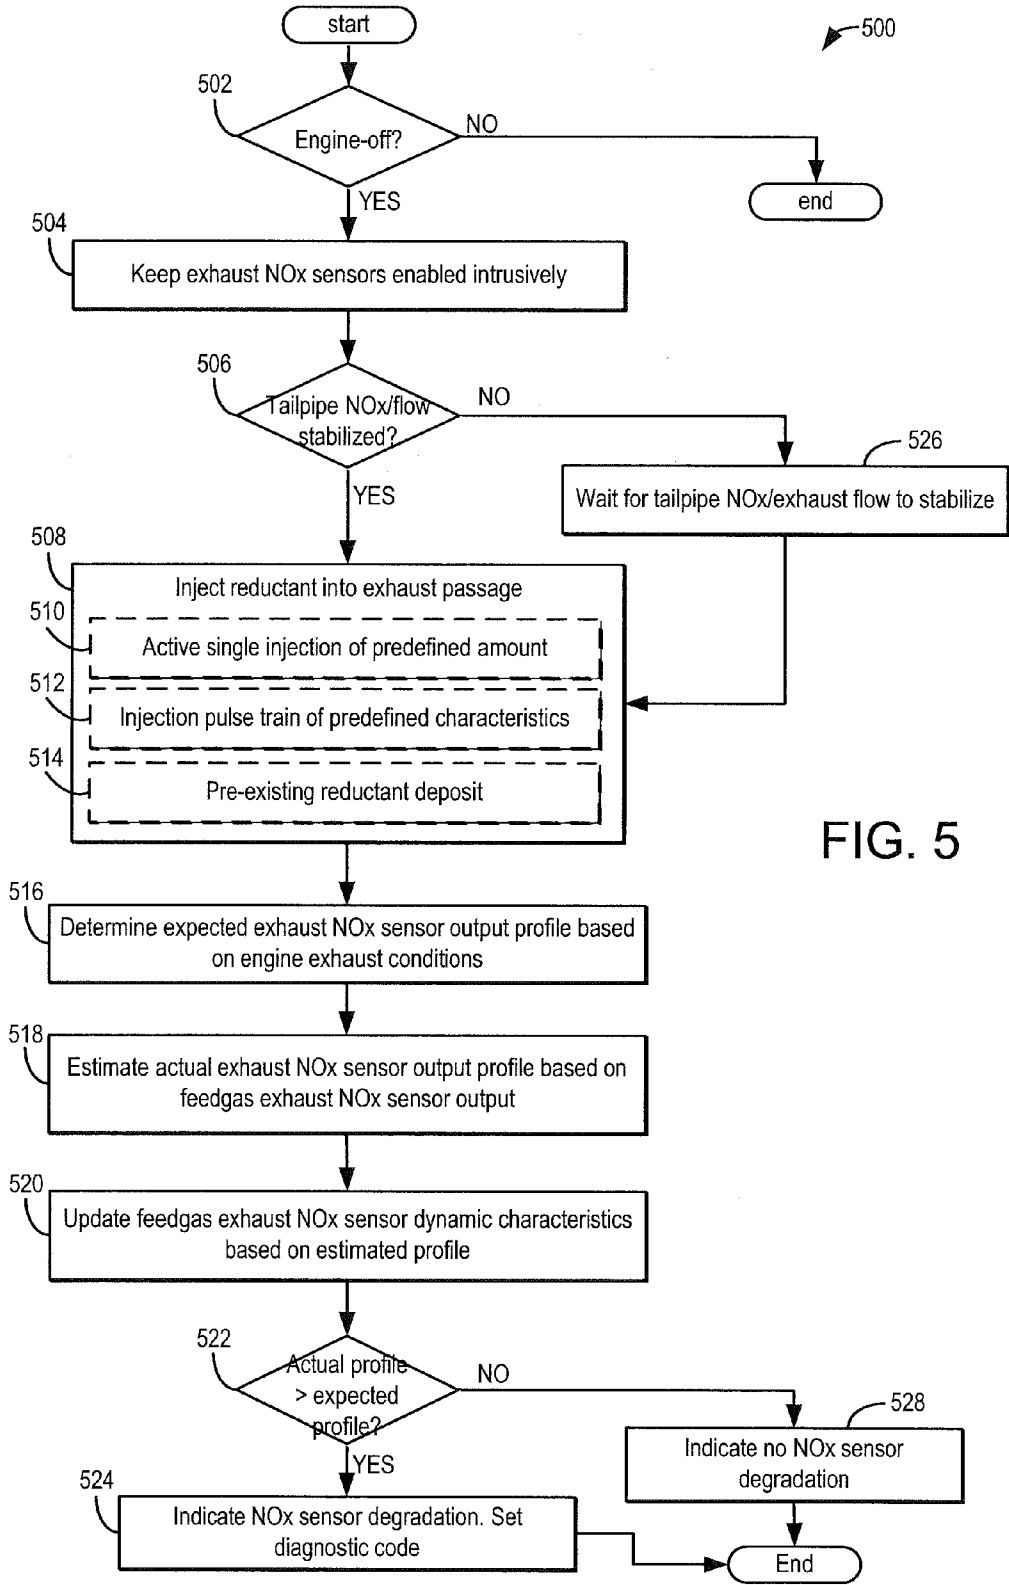 start
500
502
Engine-off?
NO
end
YES
504
Keep exhaust NOx sensors enabled intrusively
506
Tailpipe NOx/flow
stabilized?
NO
526
Wait for tailpipe NOx/exhaust flow to stabilize
YES
508
Inject reductant into exhaust passage
510
Active single injection of predefined amount
512
Injection pulse train of predefined characteristics
514
Pre-existing reductant deposit
FIG. 5
516
Determine expected exhaust NOx sensor output profile based
on engine exhaust conditions
518
Estimate actual exhaust NOx sensor output profile based on
feedgas exhaust NOx sensor output
520
Update feedgas exhaust NOx sensor dynamic characteristics
based on estimated profile
522
Actual profile
> expected
profile?
NO
528
Indicate no NOx sensor
degradation
YES
524
Indicate NOx sensor degradation. Set
diagnostic code
End